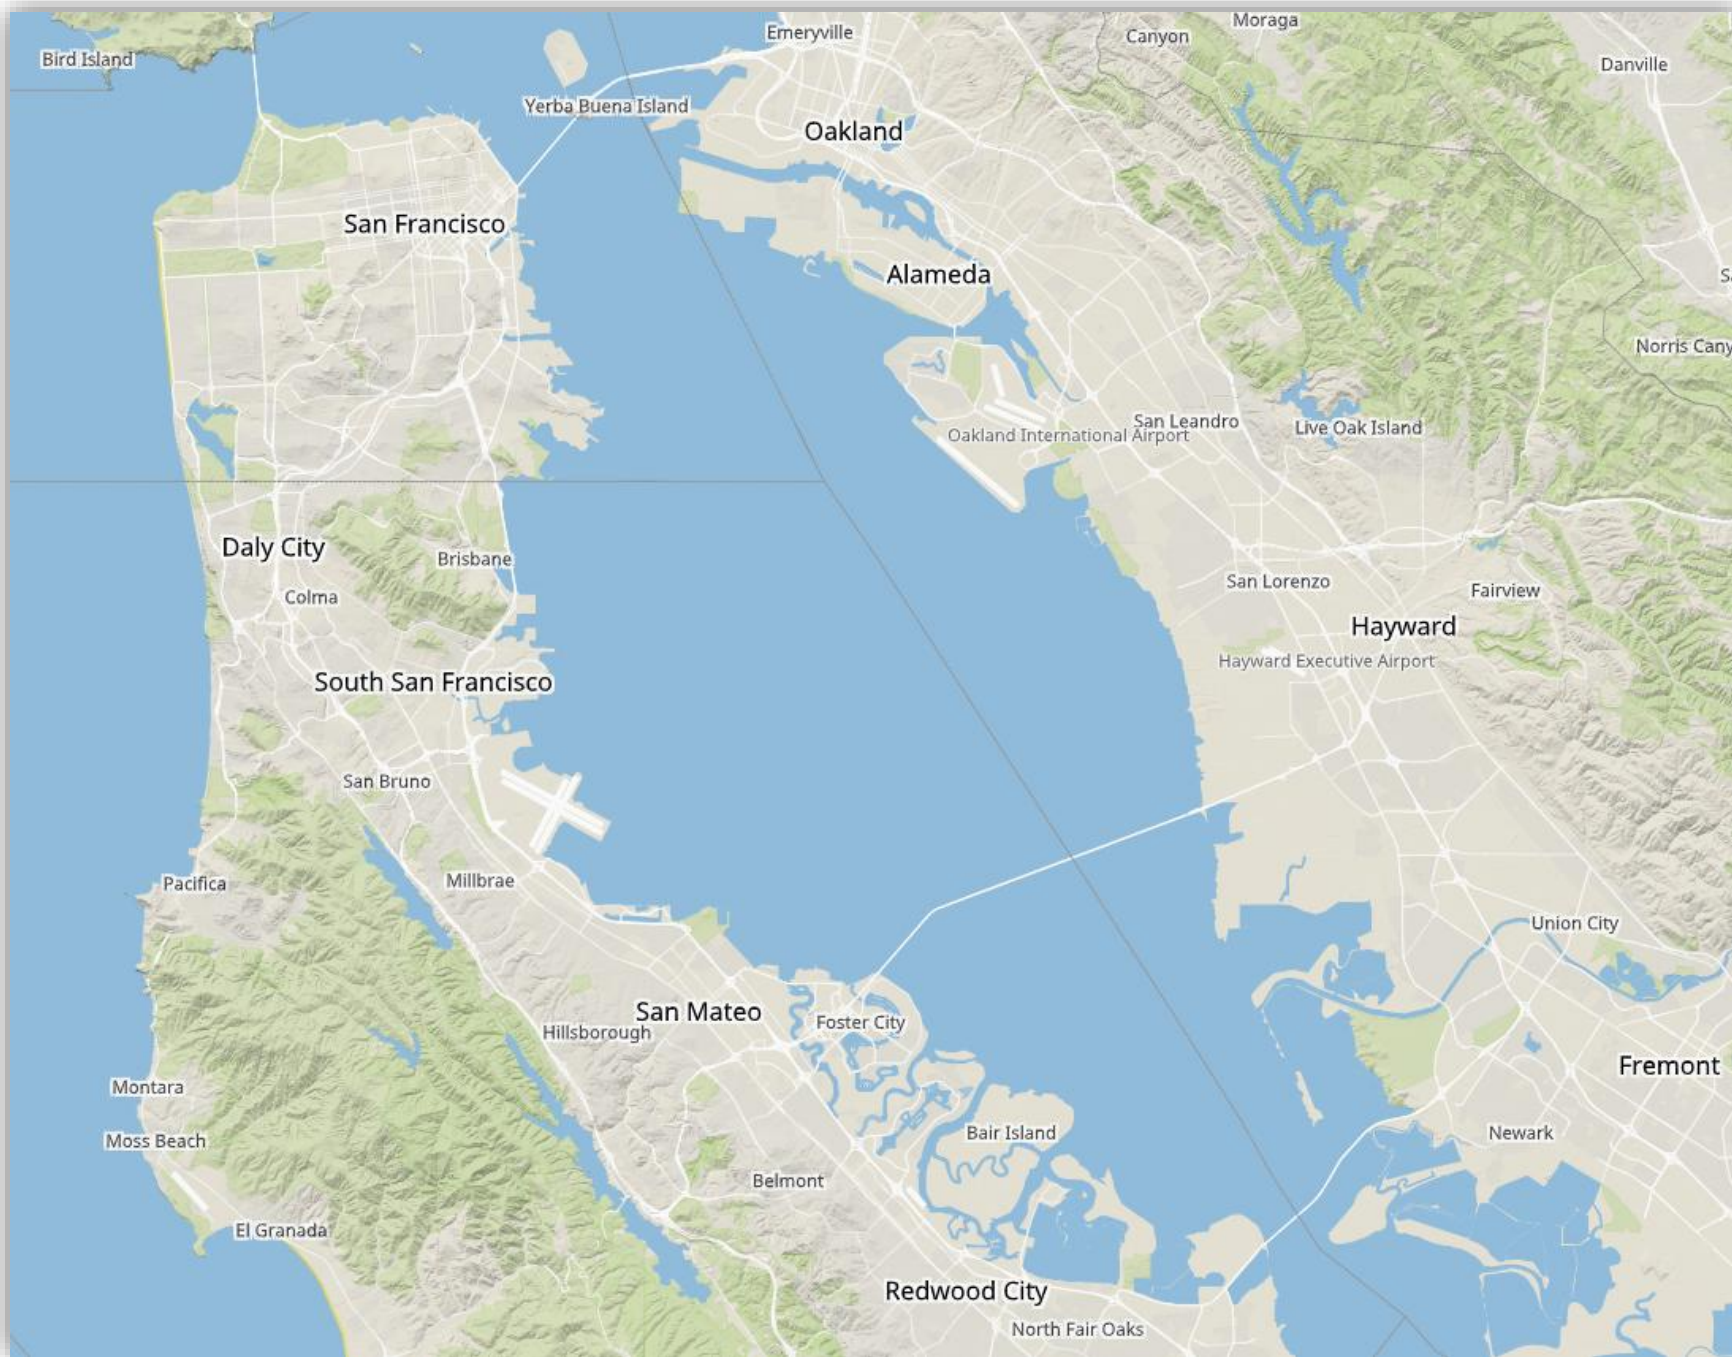 Moraga
Emeryville
Canyon
Bird Island
Danville
Yerba Buena Island
Oakland
San Francisco
Alameda
Norris Cany
San Leandro
Live Oak Island
Oakland International Airport
Daly City
Brisbane
San Lorenzo
Fairview
Colma
Hayward
Hayward Executive Airport
South San Francisco
San Bruno
Millbrae
Pacifica
Union City
San Mateo
Foster City
Hillsborough
Fremont
Montara
Bair Island
Newark
Moss Beach
Belmont
El Granada
Redwood City
North Fair Oaks